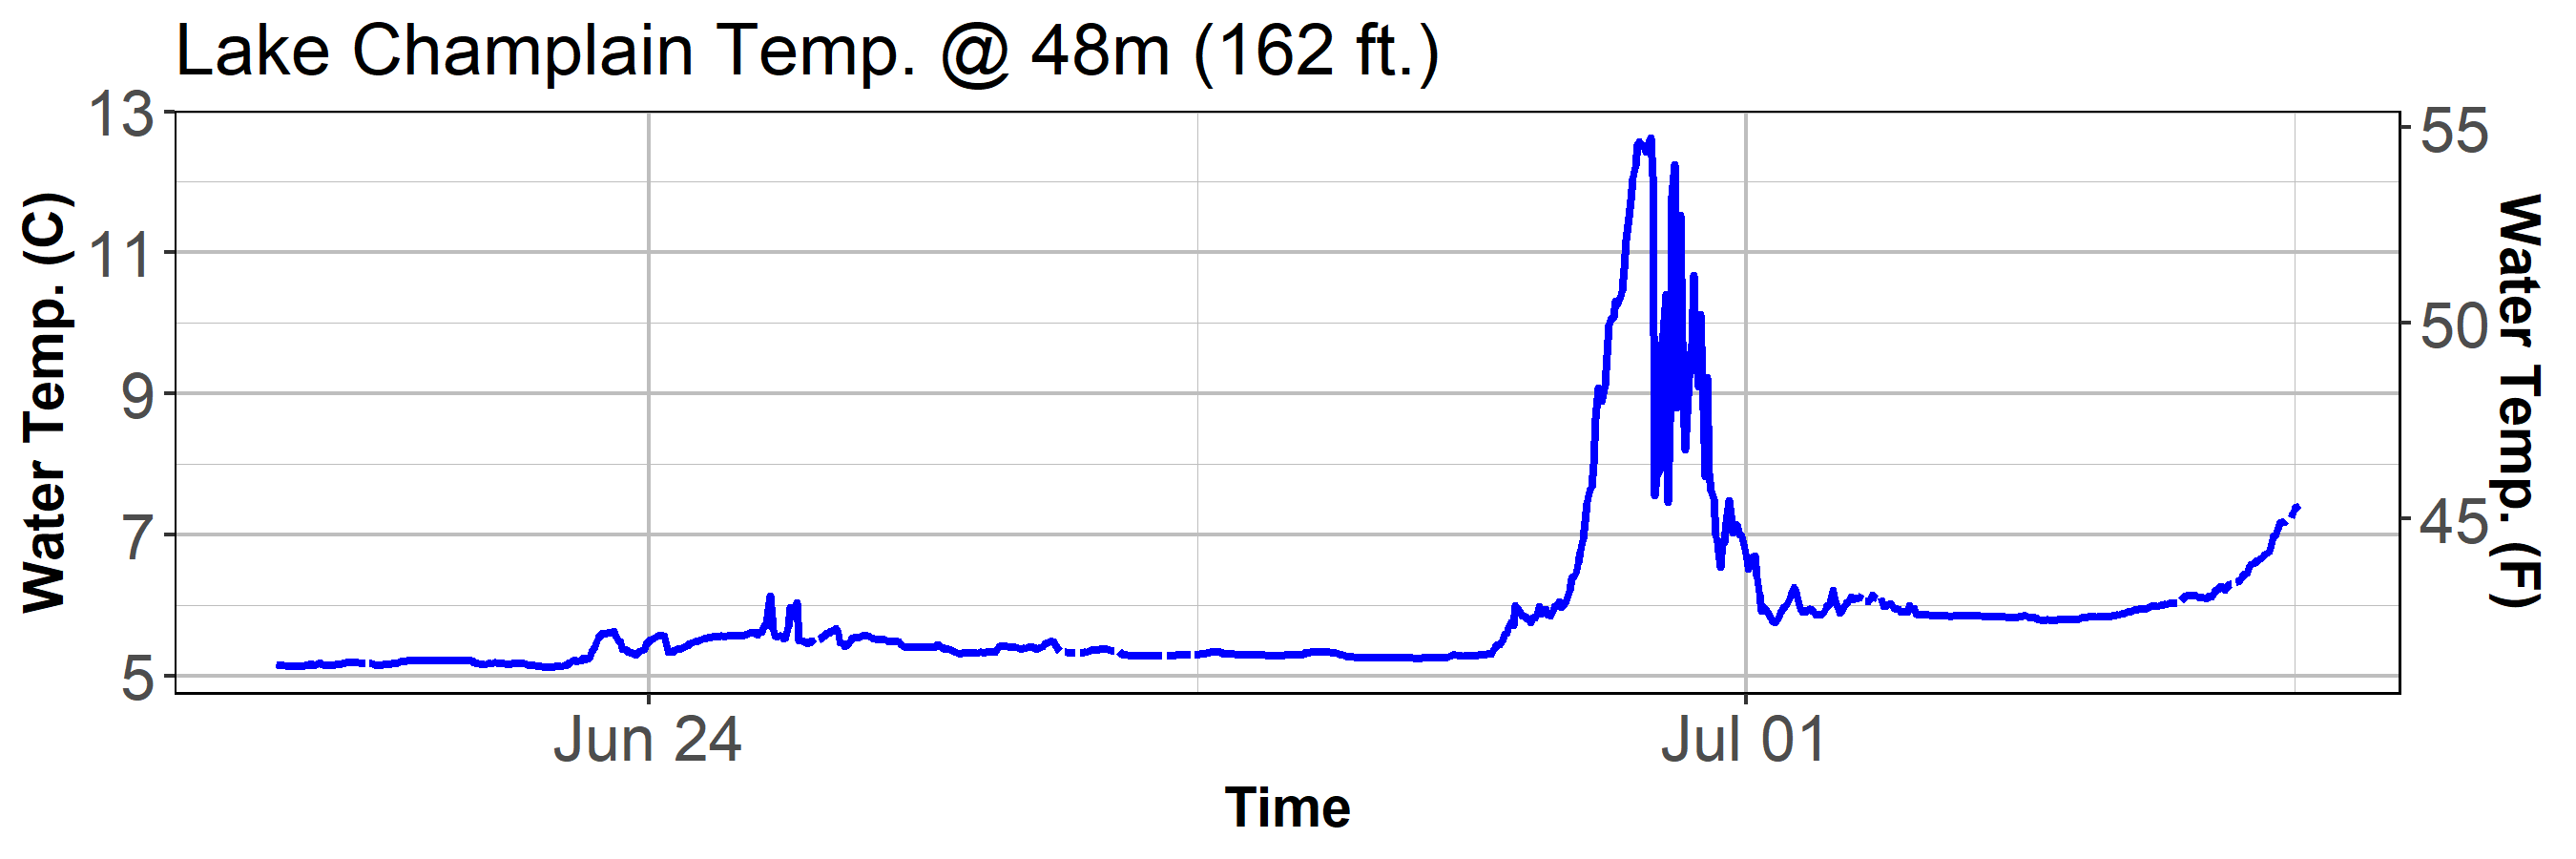 Lake Champlain Temp. @ 48m (162 ft.)
13
11
9
7
5
Water Temp. (C)
55
50
45
Water Temp. (F)
Jun 24
Jul 01
Time